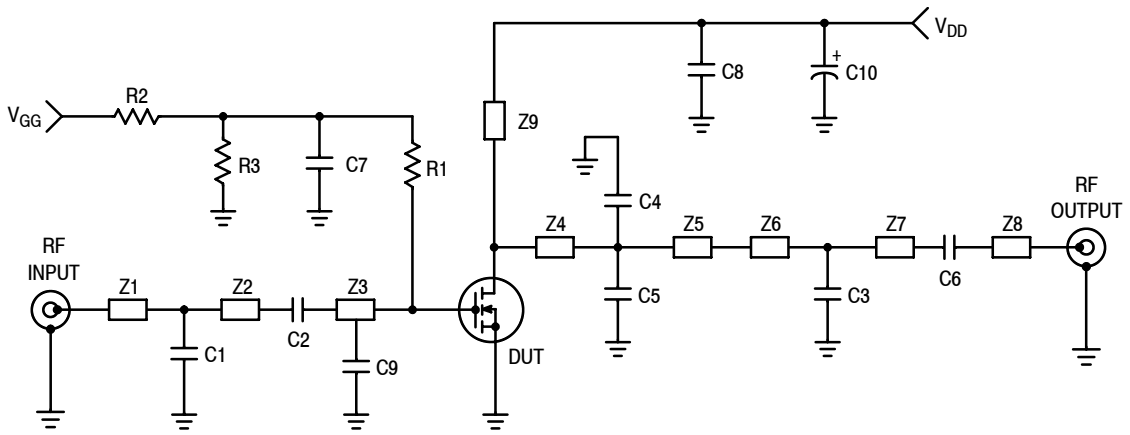 V_DD
C8
+
C10
V_GG
R2
Z9
R3
C7
R1
C4
RF
OUTPUT
RF
INPUT
Z4
Z5
Z6
Z7
Z8
C6
Z1
Z2
Z3
C5
C3
C2
C1
C9
DUT